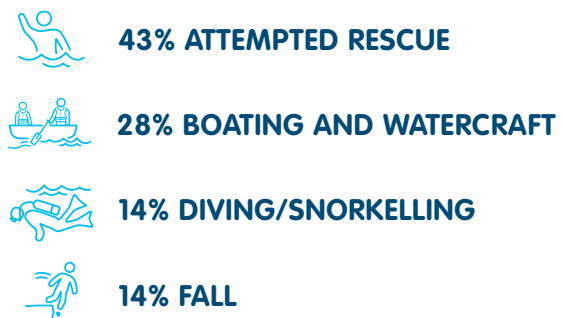 43% ATTEMPTED RESCUE
28% BOATING AND WATERCRAFT
14% DIVING/SNORKELLING
14% FALL